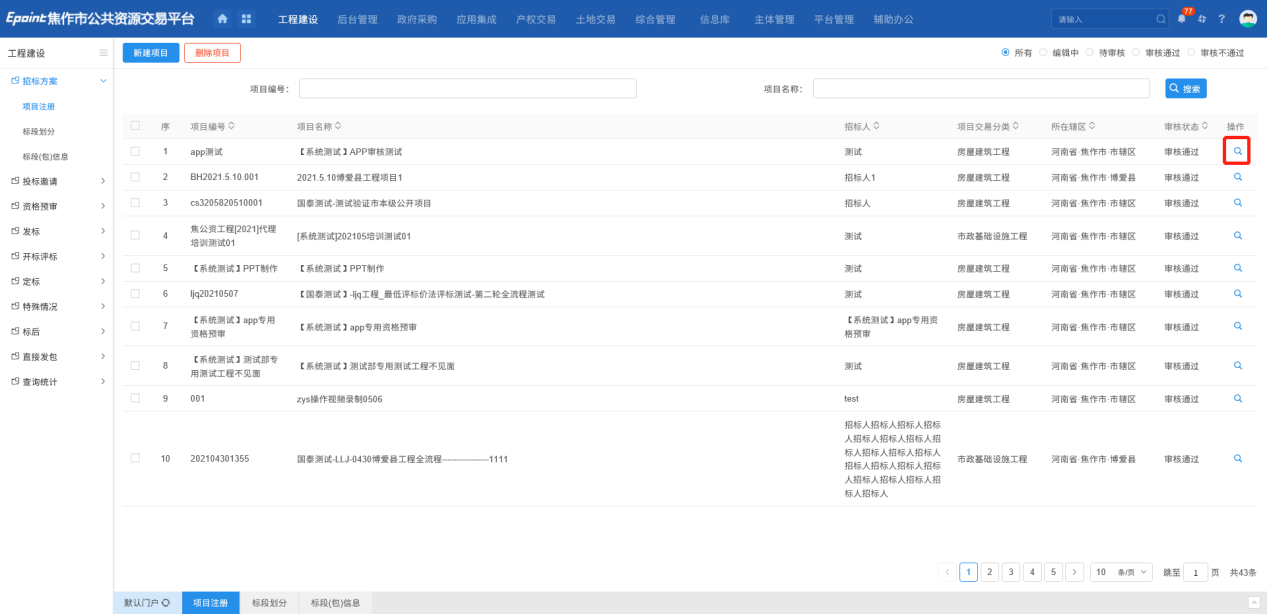 Epoint焦作市公共资源交易平台 工程建设 后台管理 政府采购 应用集成 产权交易 土地交易 综合管理 信息库 主体管理 平台管理 辅助办公 请输入 77 ?
工程建设 新建项目 删除项目 所有 编辑中 待审核 审核通过 审核不通过
招标方案
项目注册
标段划分
标段(包)信息
投标邀请
资格预审
发标
开标评标
定标
特殊情况
标后
直接发包
查询统计
项目编号: 项目名称: 搜索
序 项目编号 项目名称 招标人 项目交易分类 所在辖区 审核状态 操作
1 app测试 【系统测试】APP审核测试 测试 房屋建筑工程 河南省·焦作市·市辖区 审核通过
2 BH2021.5.10.001 2021.5.10博爱县工程项目1 招标人1 房屋建筑工程 河南省·焦作市·博爱县 审核通过
3 cs3205820510001 国泰测试-测试验证市本级公开项目 招标人 房屋建筑工程 河南省·焦作市·市辖区 审核通过
焦公资工程[2021]代理
4 培训测试01 [系统测试]202105培训测试01 测试 市政基础设施工程 河南省·焦作市·市辖区 审核通过
5 【系统测试】PPT制作 【系统测试】PPT制作 测试 房屋建筑工程 河南省·焦作市·市辖区 审核通过
6 ljq20210507 【国泰测试】-ljq工程_最低评标价法评标测试-第二轮全流程测试 测试 房屋建筑工程 河南省·焦作市·市辖区 审核通过
【系统测试】app专用 【系统测试】app专用资
7 资格预审 【系统测试】app专用资格预审 格预审 房屋建筑工程 河南省·焦作市·市辖区 审核通过
【系统测试】测试部专
8 用测试工程不见面 【系统测试】测试部专用测试工程不见面 测试 房屋建筑工程 河南省·焦作市·市辖区 审核通过
9 001 zys操作视频录制0506 test 房屋建筑工程 河南省·焦作市·市辖区 审核通过
招标人招标人招标人招标
人招标人招标人招标人招
标人招标人招标人招标人
10 202104301355 国泰测试-LLJ-0430博爱县工程全流程-----------------1111 市政基础设施工程 河南省·焦作市·博爱县 审核通过
招标人招标人招标人招标
人招标人招标人招标人招
标人招标人
1 2 3 4 5 10 条/页 跳至 1 页 共43条
默认门户 项目注册 标段划分 标段(包)信息